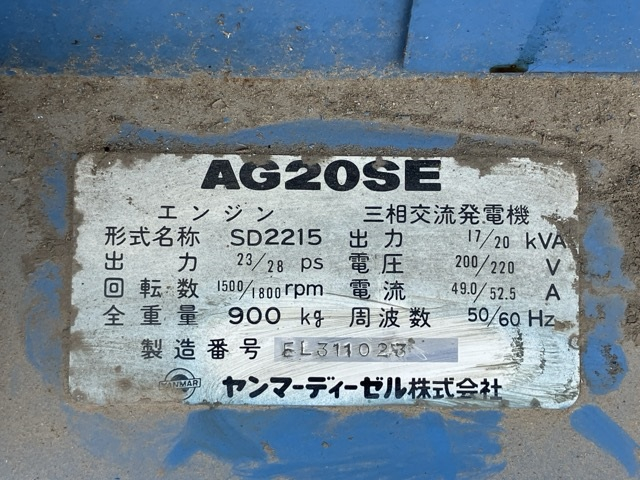 AG20SE
エンジン 三相交流発電機
形式名称 SD2215 出力 17/20 kVA
出力 23/28 ps 電圧 200/220 V
回転数 1500/1800rpm 電流 49.0/52.5 A
全重量 900 kg 周波数 50/60 Hz
製造番号 EL311023
YANMAR ヤンマーディーゼル株式会社